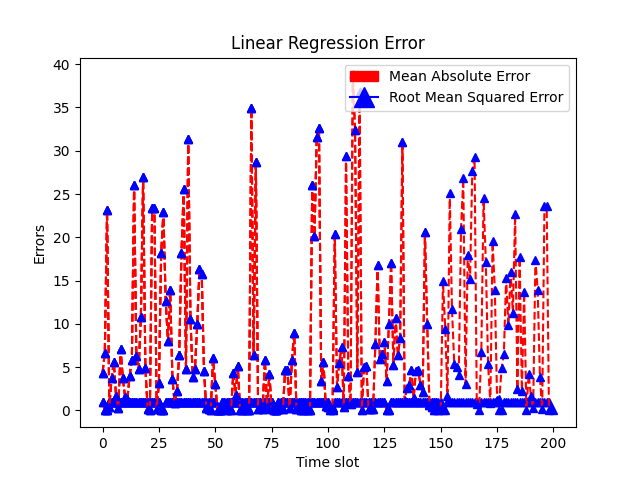 Linear Regression Error
Mean Absolute Error
Root Mean Squared Error
Errors
40
35
30
25
20
15
10
5
0
0 25 50 75 100 125 150 175 200
Time slot